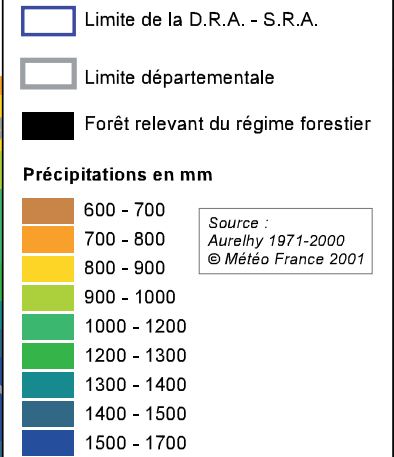 Limite de la D.R.A. - S.R.A.
Limite départementale
Forêt relevant du régime forestier
Précipitations en mm
600 - 700
700 - 800
800 - 900
900 - 1000
1000 - 1200
1200 - 1300
1300 - 1400
1400 - 1500
1500 - 1700
Source :
Aurelhy 1971-2000
© Météo France 2001